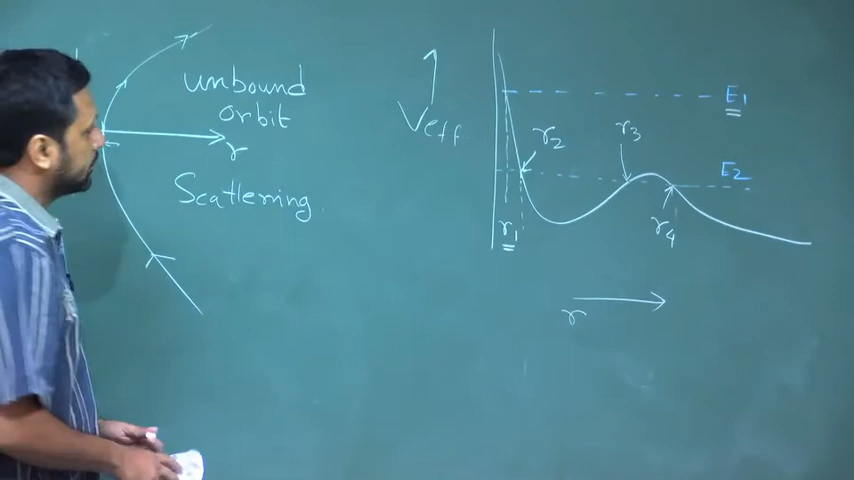 unbound
orbit
r
Scattering
Veff
E1
r2
r3
E2
r1
r4
r